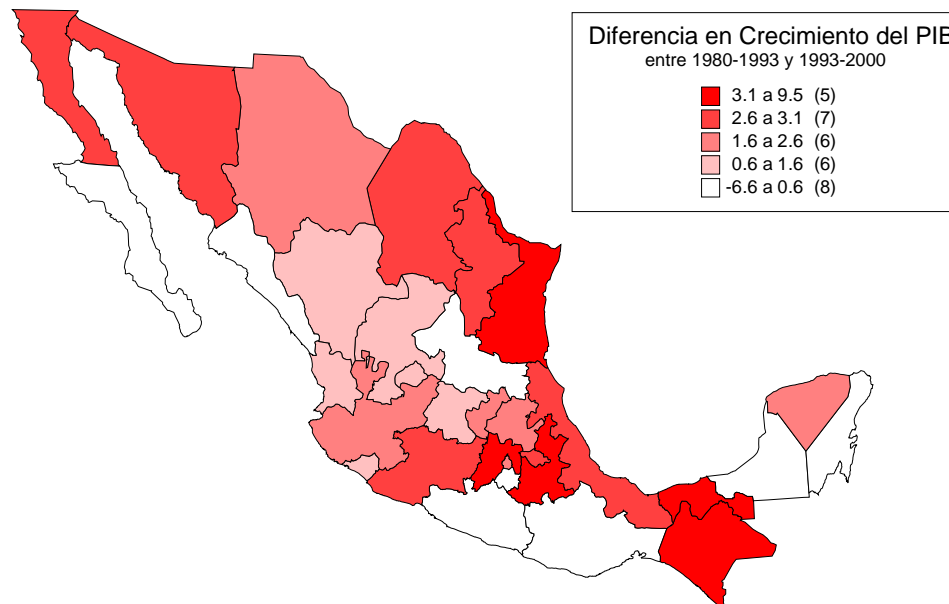 Diferencia en Crecimiento del PIB
entre 1980-1993 y 1993-2000
3.1 a 9.5 (5)
2.6 a 3.1 (7)
1.6 a 2.6 (6)
0.6 a 1.6 (6)
-6.6 a 0.6 (8)